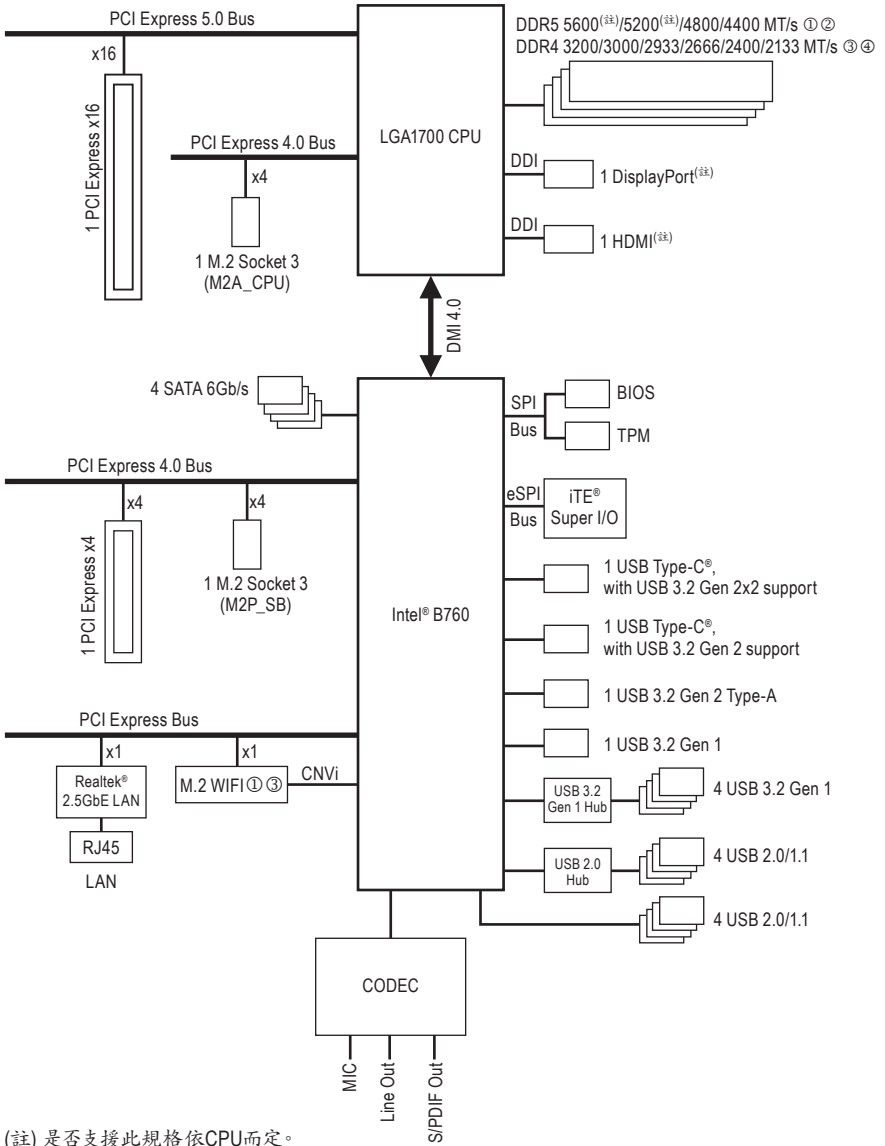 PCI Express 5.0 Bus
x16
1 PCI Express x16
PCI Express 4.0 Bus
x4
1 M.2 Socket 3
(M2A_CPU)
LGA1700 CPU
DDR5 5600(註)/5200(註)/4800/4400 MT/s ①②
DDR4 3200/3000/2933/2666/2400/2133 MT/s ③④
DDI
1 DisplayPort(註)
DDI
1 HDMI(註)
DMI 4.0
4 SATA 6Gb/s
SPI
Bus
BIOS
TPM
PCI Express 4.0 Bus
x4
1 PCI Express x4
x4
1 M.2 Socket 3
(M2P_SB)
eSPI
Bus
iTE®
Super I/O
Intel® B760
1 USB Type-C®,
with USB 3.2 Gen 2x2 support
1 USB Type-C®,
with USB 3.2 Gen 2 support
1 USB 3.2 Gen 2 Type-A
1 USB 3.2 Gen 1
PCI Express Bus
x1
Realtek®
2.5GbE LAN
RJ45
LAN
x1
M.2 WIFI①③
CNVi
USB 3.2
Gen 1 Hub
4 USB 3.2 Gen 1
USB 2.0
Hub
4 USB 2.0/1.1
4 USB 2.0/1.1
CODEC
MIC
Line Out
S/PDIF Out
(註) 是否支援此規格依CPU而定。